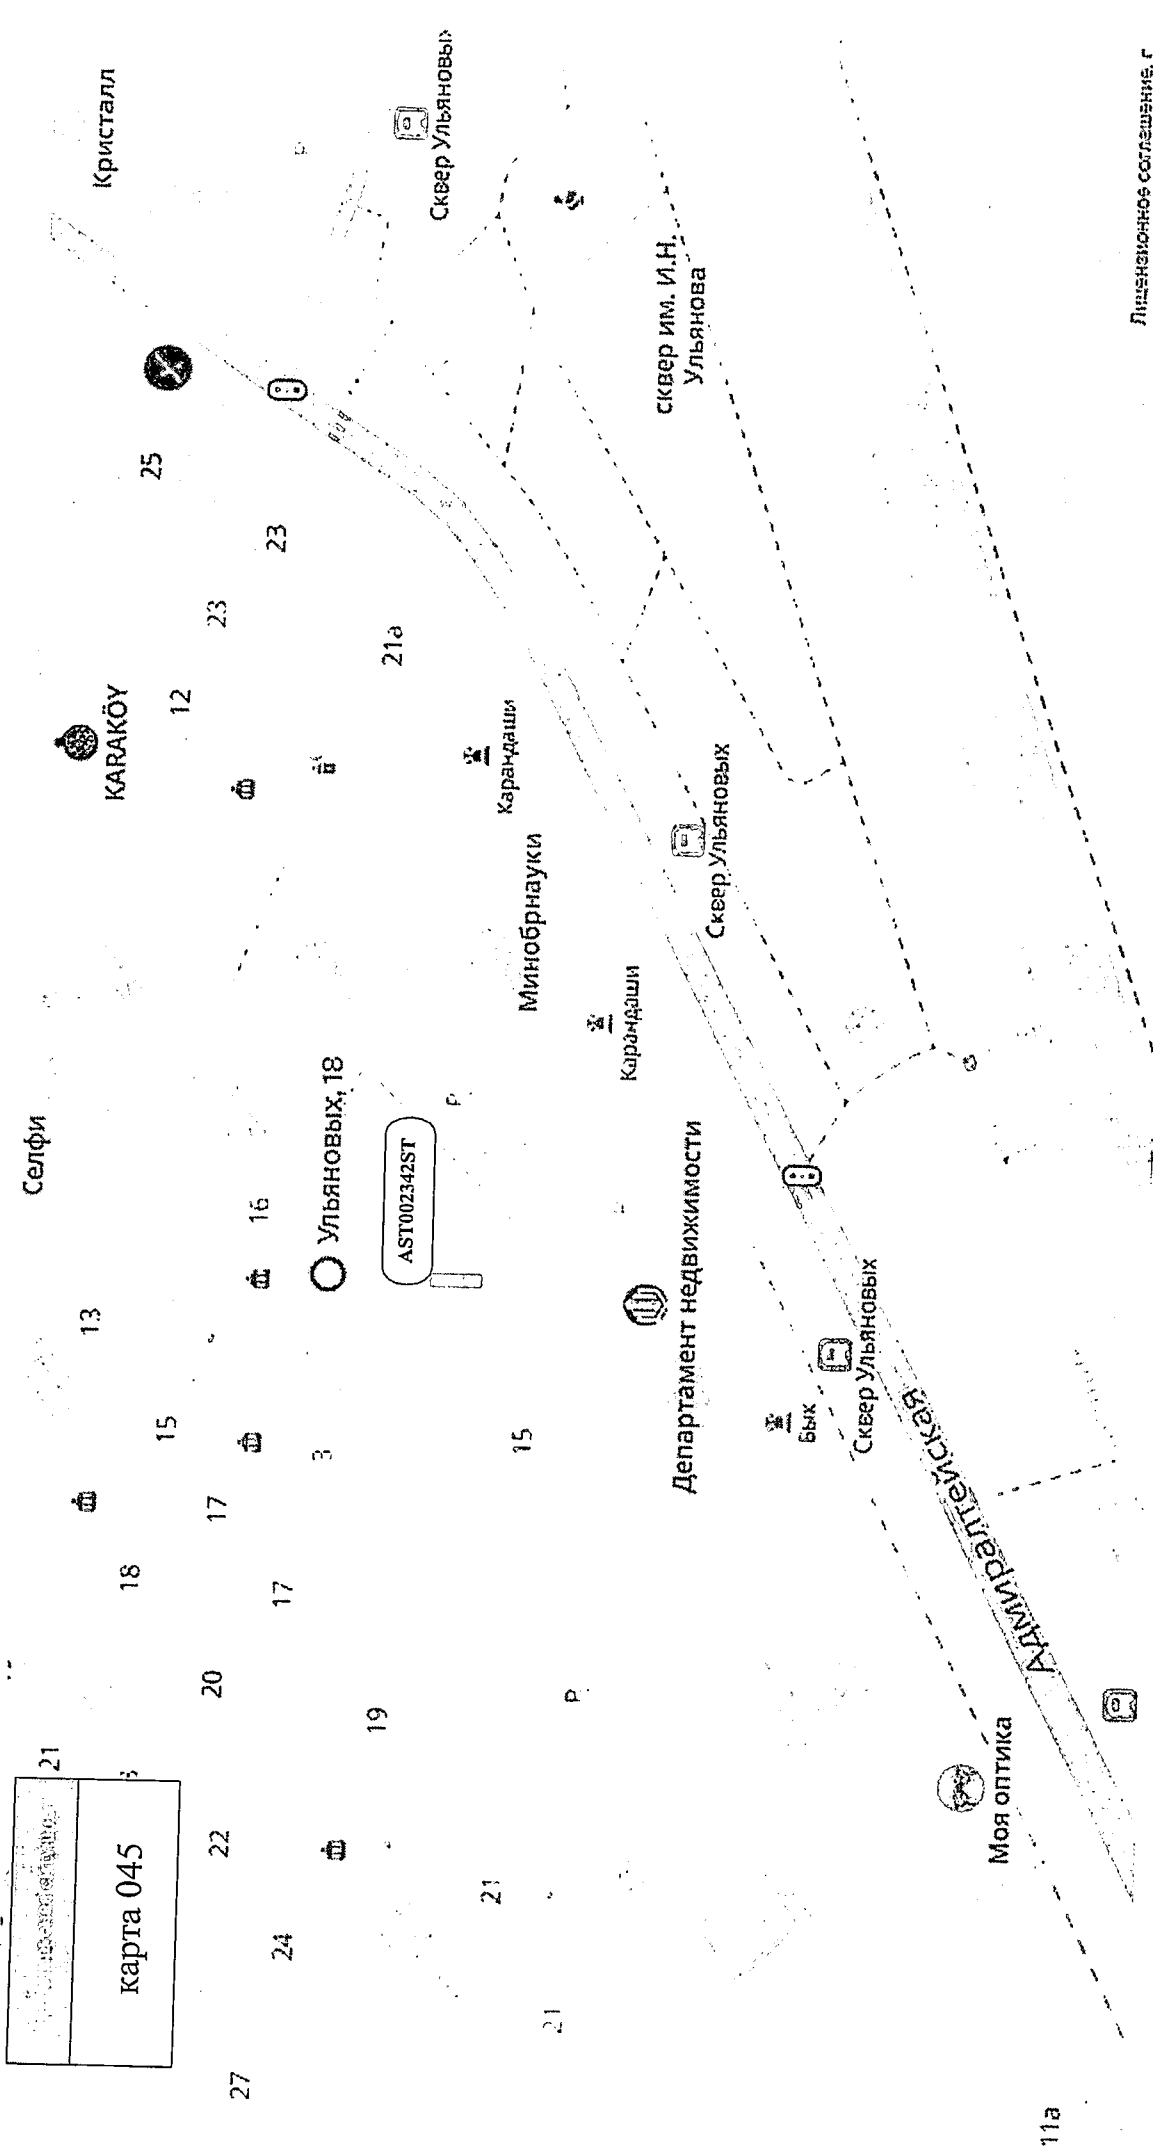 21
карта 045
27
24
22
20
18
17
15
13
Селфи
21
21
19
17
3
16
Ульяновых, 18
AST002342ST
P
P
15
12
KARAKÖY
23
23
25
Кристалл
P
21а
Карандаши
Минобрнауки
Карандаши
Департамент недвижимости
Бык
Сквер Ульяновых
Сквер Ульяновых
Сквер Ульяновых
сквер им. И.Н.
Ульянова
Адмиралтейская
Моя оптика
11а
Лицензионное соглашение, г